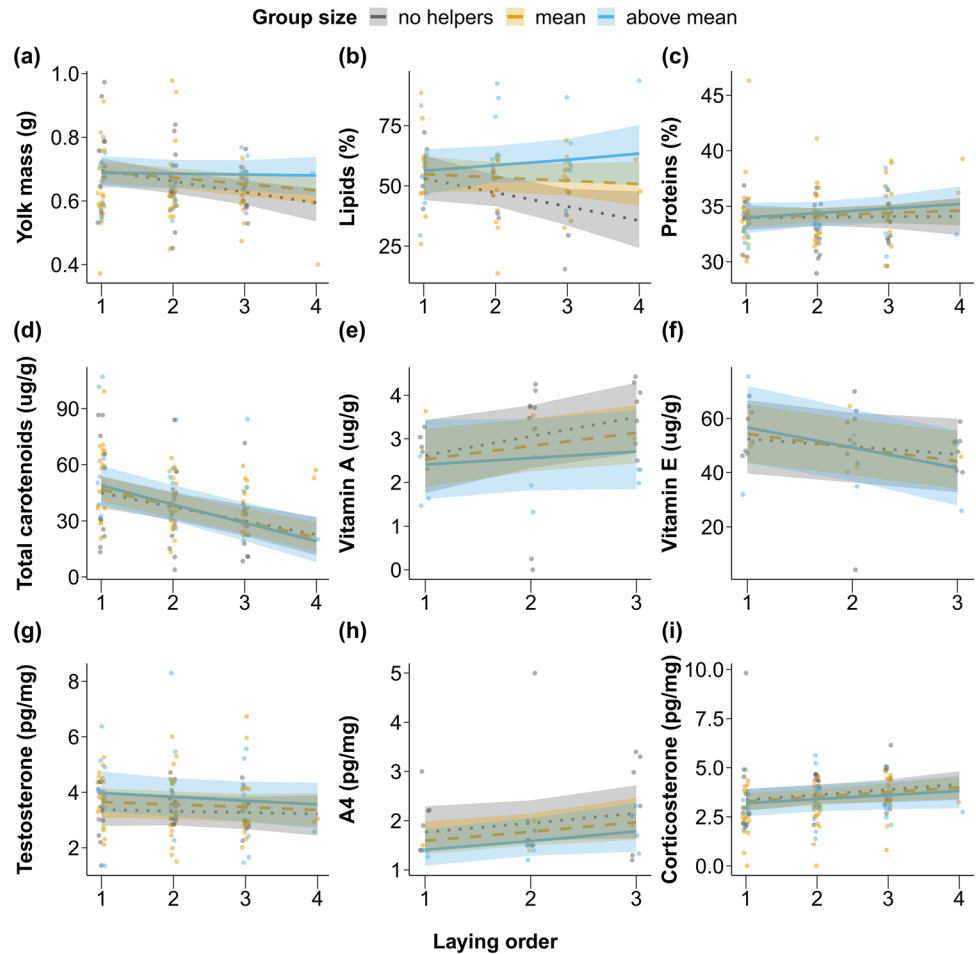 Group size no helpers mean above mean
(a) (b) (c)
Yolk mass (g)
1.0
0.8
0.6
0.4
1 2 3 4
Lipids (%)
75
50
25
1 2 3 4
Proteins (%)
45
40
35
30
1 2 3 4
(d) (e) (f)
Total carotenoids (ug/g)
90
60
30
0
1 2 3 4
Vitamin A (ug/g)
4
3
2
1
0
1 2 3
Vitamin E (ug/g)
60
40
20
1 2 3
(g) (h) (i)
Testosterone (pg/mg)
8
6
4
2
1 2 3 4
A4 (pg/mg)
5
4
3
2
1
1 2 3
Corticosterone (pg/mg)
10.0
7.5
5.0
2.5
0.0
1 2 3 4
Laying order